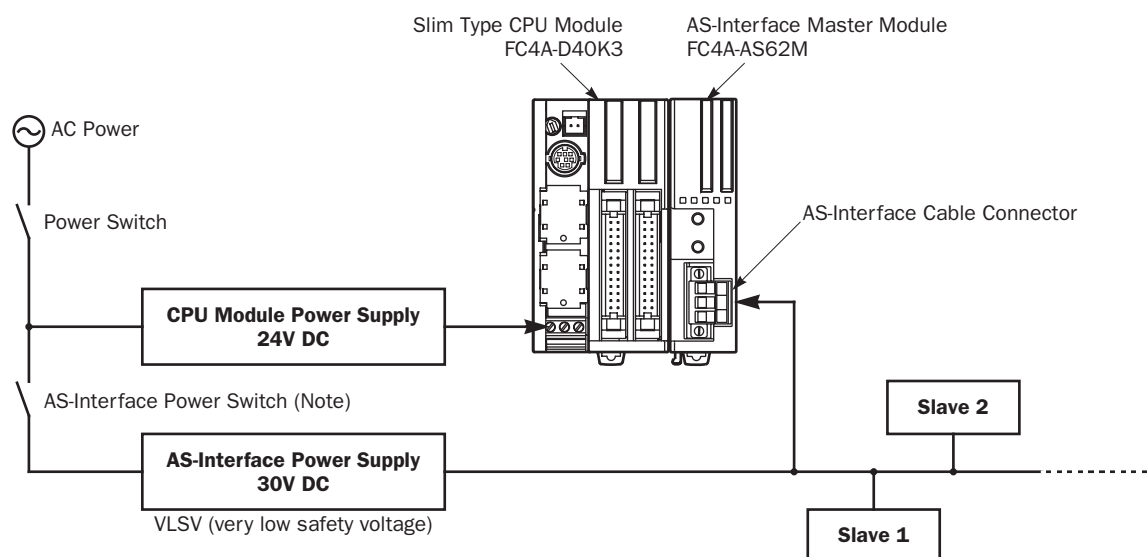 Slim Type CPU Module
FC4A-D40K3
AS-Interface Master Module
FC4A-AS62M
AC Power
Power Switch
AS-Interface Cable Connector
CPU Module Power Supply
24V DC
AS-Interface Power Switch (Note)
Slave 2
AS-Interface Power Supply
30V DC
VLSV (very low safety voltage)
Slave 1